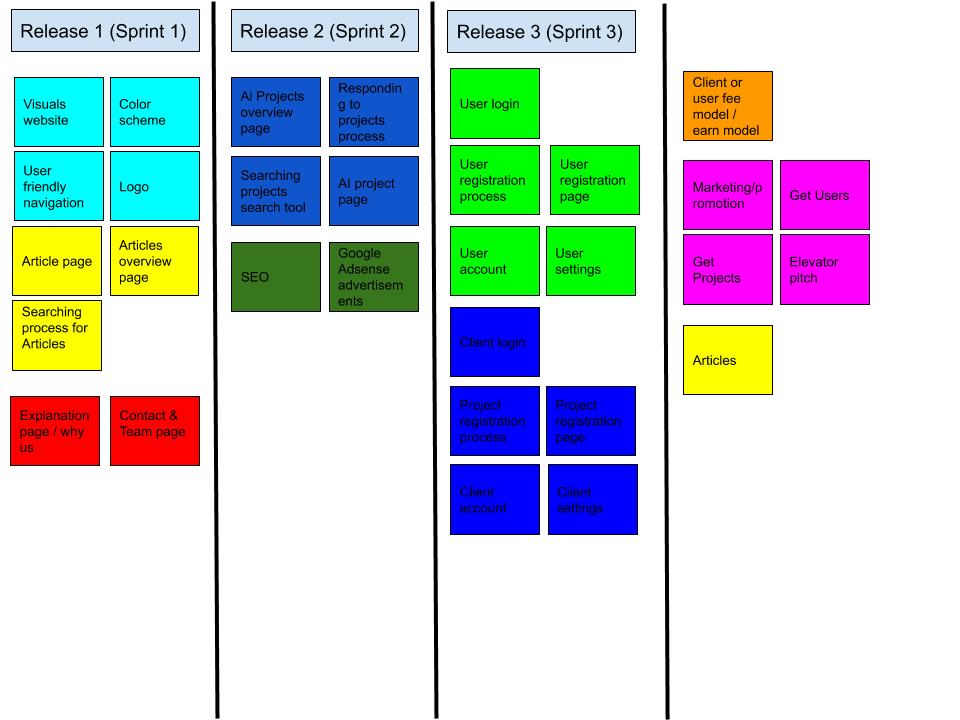 Release 1 (Sprint 1)
Visuals
website
Color
scheme
User
friendly
navigation
Logo
Article page
Articles
overview
page
Searching
process for
Articles
Explanation
page / why
us
Contact &
Team page
Release 2 (Sprint 2)
Ai Projects
overview
page
Respondin
g to
projects
process
Searching
projects
search tool
AI project
page
SEO
Google
Adsense
advertisem
ents
Release 3 (Sprint 3)
User login
User
registration
process
User
registration
page
User
account
User
settings
Client login
Project
registration
process
Project
registration
page
Client
account
Client
settings
Client or
user fee
model /
earn model
Marketing/p
romotion
Get Users
Get
Projects
Elevator
pitch
Articles